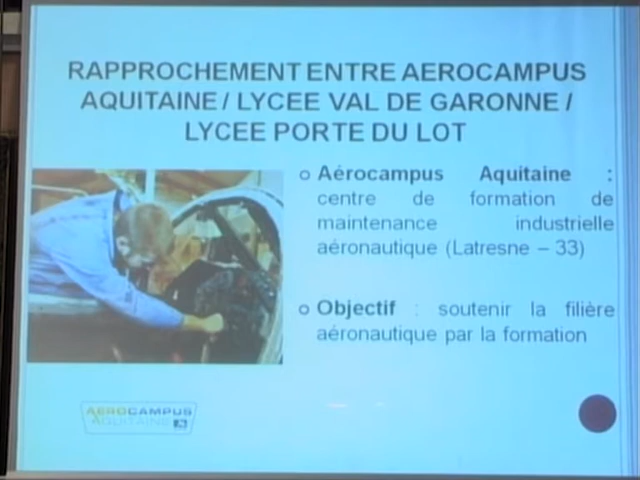 RAPPROCHEMENT ENTRE AEROCAMPUS
AQUITAINE / LYCEE VAL DE GARONNE /
LYCEE PORTE DU LOT
Aérocampus Aquitaine :
centre de formation de
maintenance industrielle
aéronautique (Latresne – 33)
Objectif : soutenir la filière
aéronautique par la formation
AEROCAMPUS
AQUITAINE